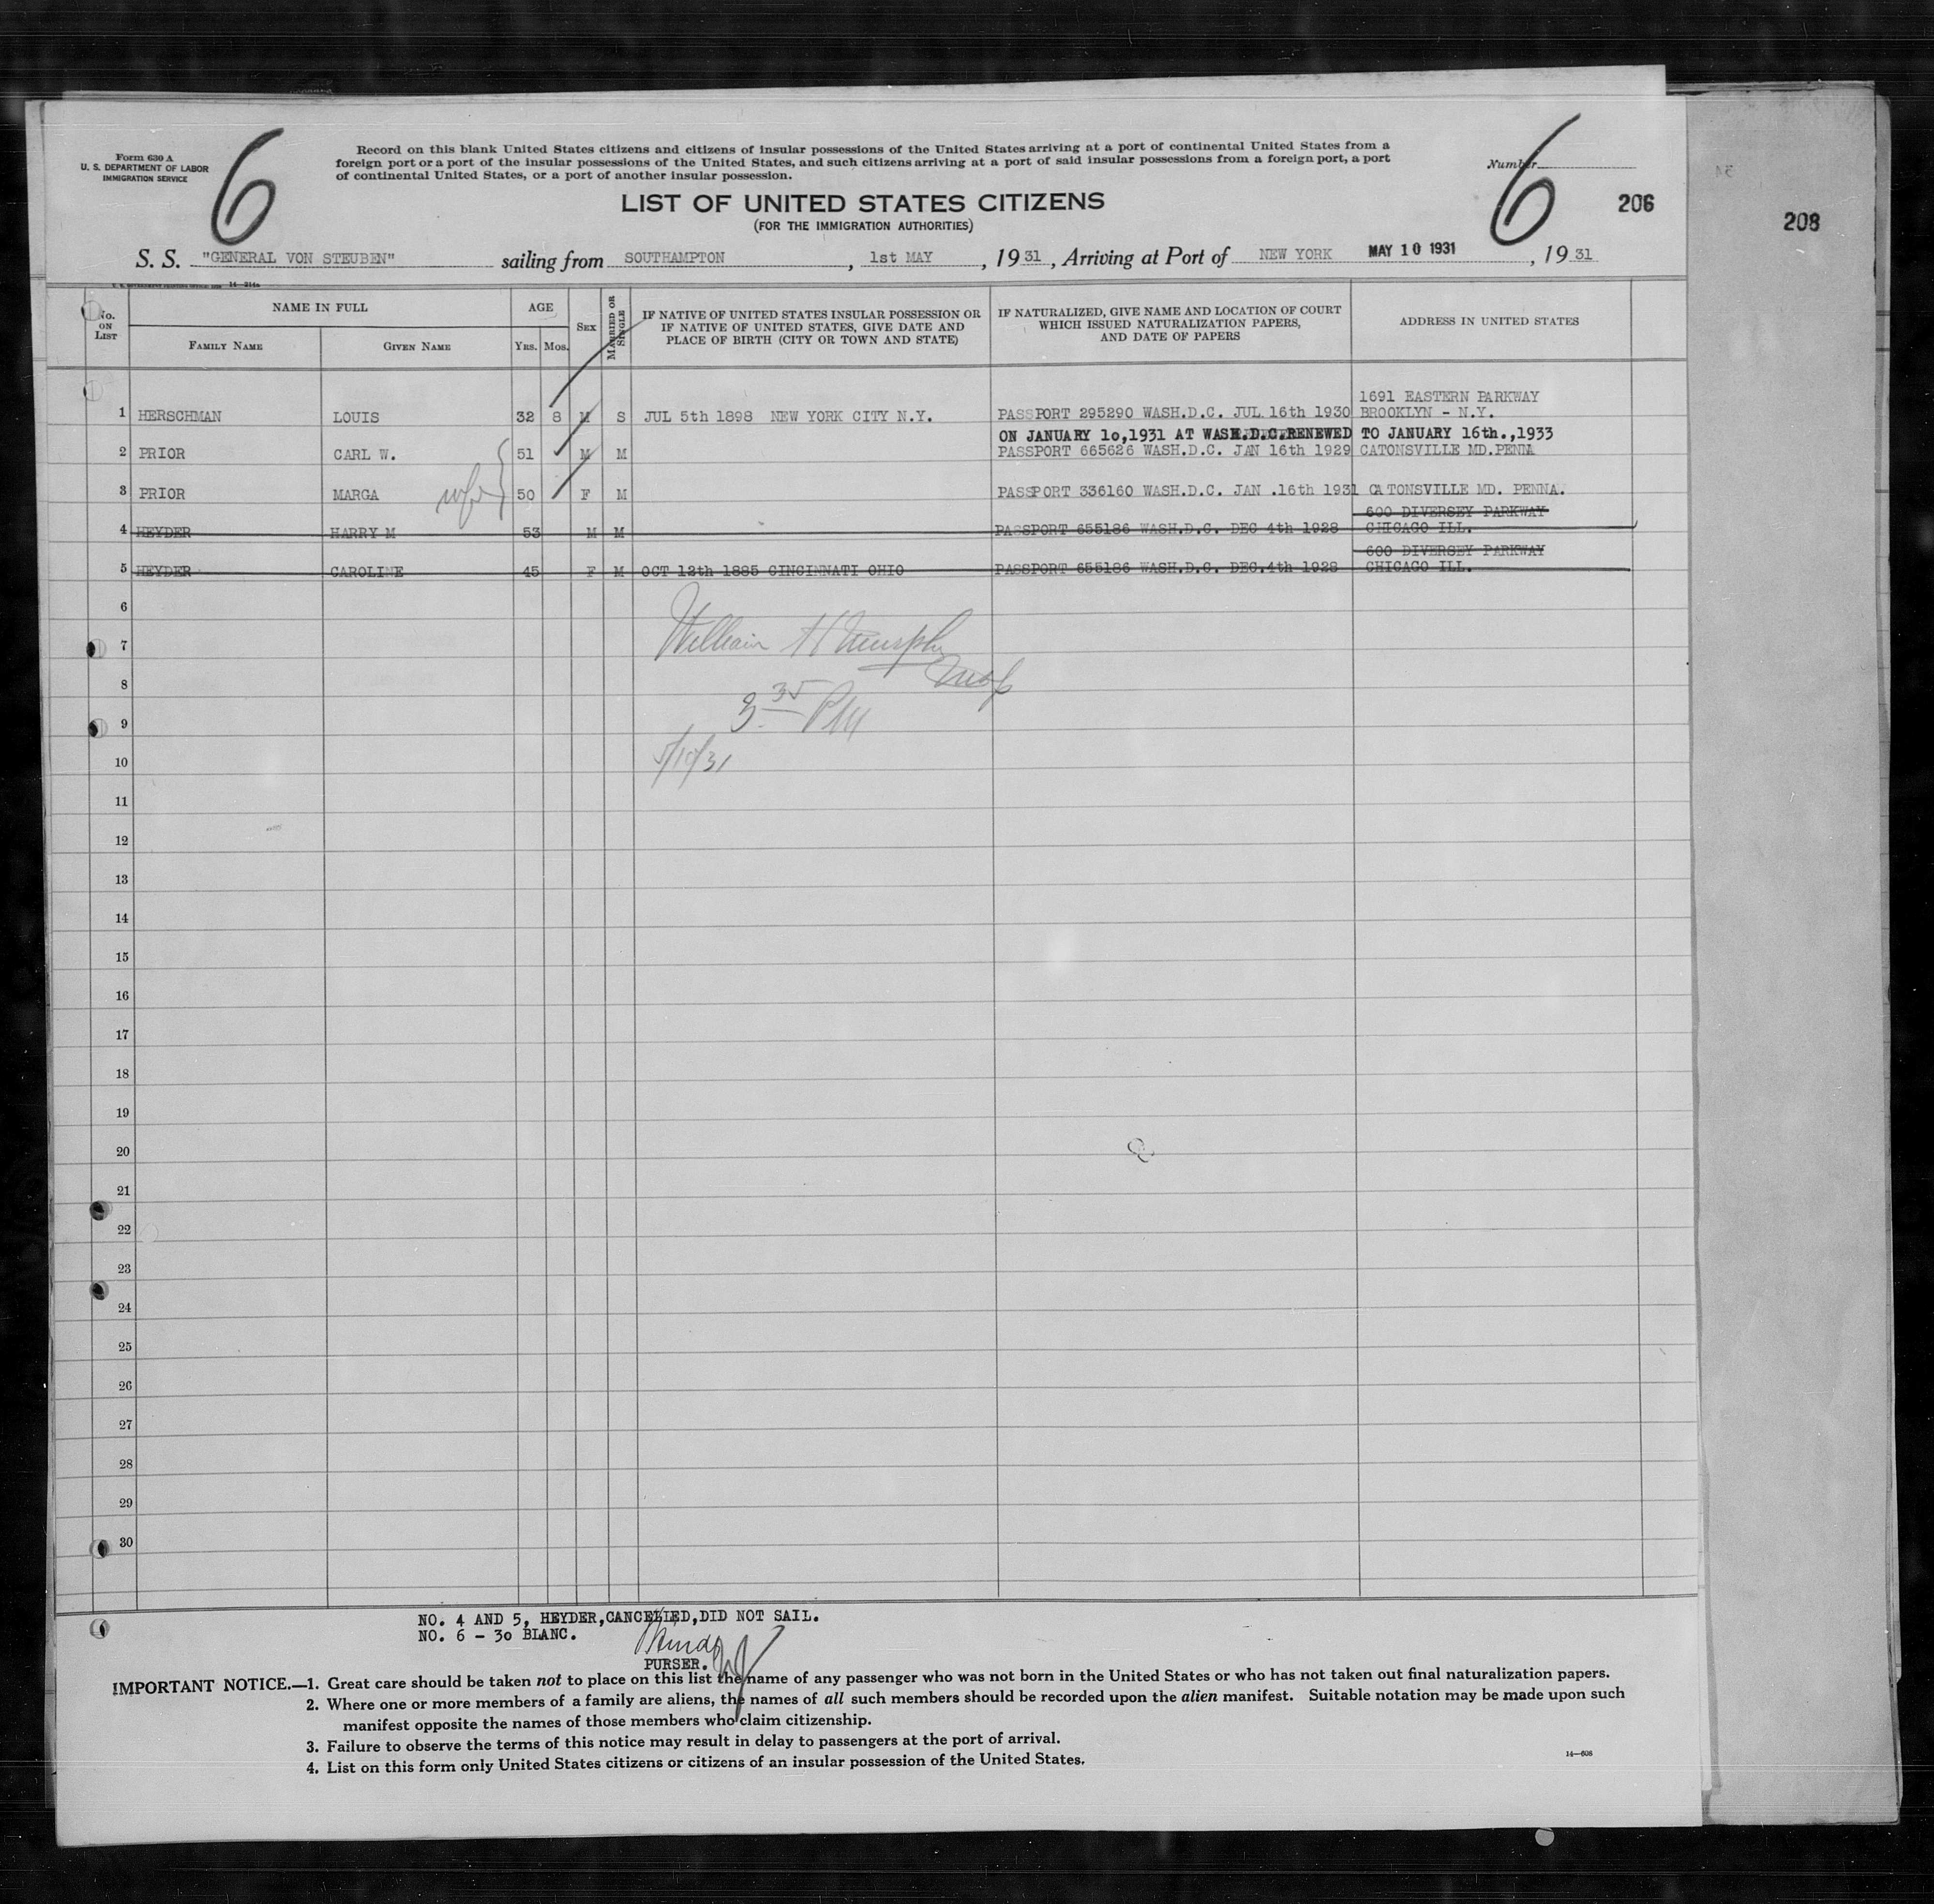 Form 630 A
U. S. DEPARTMENT OF LABOR
IMMIGRATION SERVICE
6
Record on this blank United States citizens and citizens of insular possessions of the United States arriving at a port of continental United States from a
foreign port or a port of the insular possessions of the United States, and such citizens arriving at a port of said insular possessions from a foreign port, a port
of continental United States, or a port of another insular possession.
Number
6
206
208
LIST OF UNITED STATES CITIZENS
(FOR THE IMMIGRATION AUTHORITIES)
S. S. "GENERAL VON STEUBEN" sailing from SOUTHAMPTON, 1st MAY, 1931, Arriving at Port of NEW YORK MAY 10 1931, 1931
No. ON LIST
NAME IN FULL
FAMILY NAME
GIVEN NAME
AGE
YRS. MOS.
SEX
MARRIED OR SINGLE
IF NATIVE OF UNITED STATES INSULAR POSSESSION OR
IF NATIVE OF UNITED STATES, GIVE DATE AND
PLACE OF BIRTH (CITY OR TOWN AND STATE)
IF NATURALIZED, GIVE NAME AND LOCATION OF COURT
WHICH ISSUED NATURALIZATION PAPERS,
AND DATE OF PAPERS
ADDRESS IN UNITED STATES
1691 EASTERN PARKWAY
1 HERSCHMAN LOUIS 32 8 M S JUL 5th 1898 NEW YORK CITY N.Y. PASSPORT 295290 WASH.D.C. JUL 16th 1930 BROOKLYN - N.Y.
ON JANUARY 1o,1931 AT WASH.D.C.RENEWED TO JANUARY 16th.,1933
2 PRIOR CARL W. 51 M M PASSPORT 665626 WASH.D.C. JAN 16th 1929 CATONSVILLE MD.PENNA
3 PRIOR MARGA wife 50 F M PASSPORT 336160 WASH.D.C. JAN .16th 1931 CATONSVILLE MD. PENNA.
600 DIVERSEY PARKWAY
4 HEYDER HARRY M 53 M M PASSPORT 655186 WASH.D.C. DEC 4th 1928 CHICAGO ILL.
600 DIVERSEY PARKWAY
5 HEYDER CAROLINE 45 F M OCT 12th 1885 CINCINNATI OHIO PASSPORT 655186 WASH.D.C. DEC.4th 1928 CHICAGO ILL.
6
William H Murphy
7
8
3 35 PM
9
5/10/31
10
11
12
13
14
15
16
17
18
19
20
21
22
23
24
25
26
27
28
29
30
NO. 4 AND 5, HEYDER,CANCELLED,DID NOT SAIL.
NO. 6 - 3o BLANC.
PURSER.
IMPORTANT NOTICE.—1. Great care should be taken not to place on this list the name of any passenger who was not born in the United States or who has not taken out final naturalization papers.
2. Where one or more members of a family are aliens, the names of all such members should be recorded upon the alien manifest. Suitable notation may be made upon such
manifest opposite the names of those members who claim citizenship.
3. Failure to observe the terms of this notice may result in delay to passengers at the port of arrival.
4. List on this form only United States citizens or citizens of an insular possession of the United States.
14—608